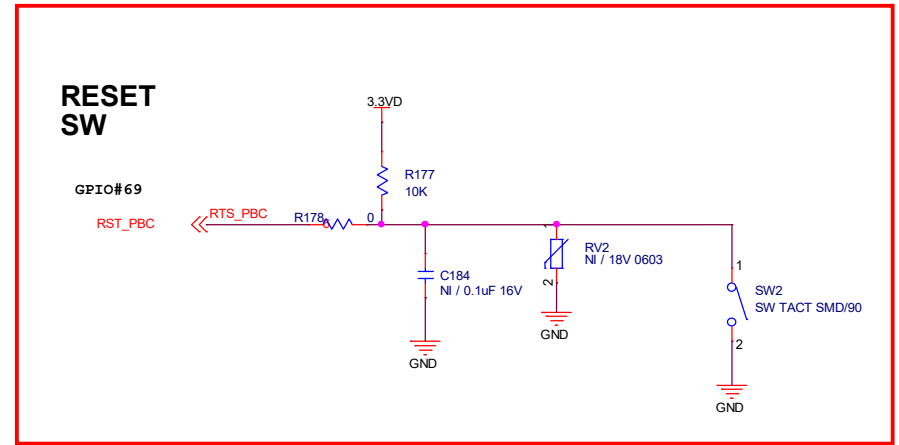 RESET
SW
3.3VD
R177
10K
GPIO#69
RST_PBC
RTS_PBC
R178
0
1
RV2
NI / 18V 0603
2
GND
C184
NI / 0.1uF 16V
GND
1
SW2
SW TACT SMD/90
2
GND